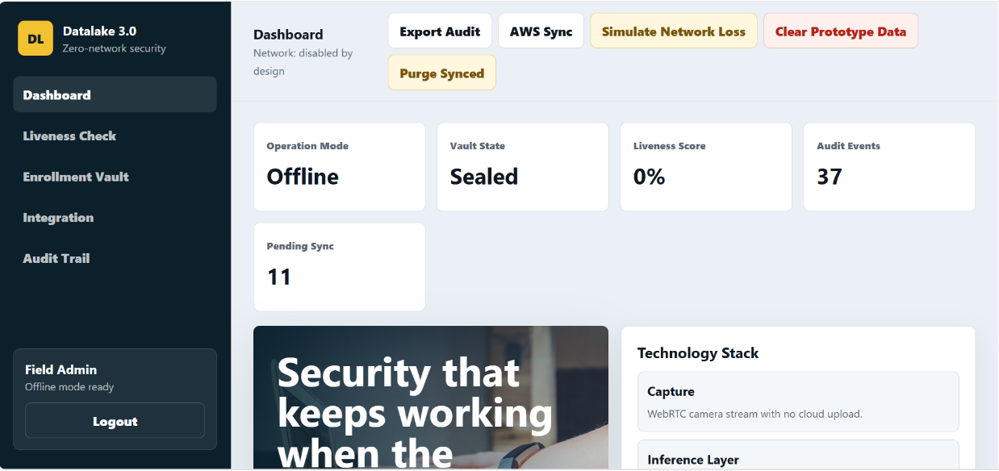 DL
Datalake 3.0
Zero-network security
Dashboard
Liveness Check
Enrollment Vault
Integration
Audit Trail
Field Admin
Offline mode ready
Logout
Dashboard
Network: disabled by
design
Export Audit
AWS Sync
Simulate Network Loss
Clear Prototype Data
Purge Synced
Operation Mode
Offline
Vault State
Sealed
Liveness Score
0%
Audit Events
37
Pending Sync
11
Security that
keeps working
when the
Technology Stack
Capture
WebRTC camera stream with no cloud upload.
Inference Layer